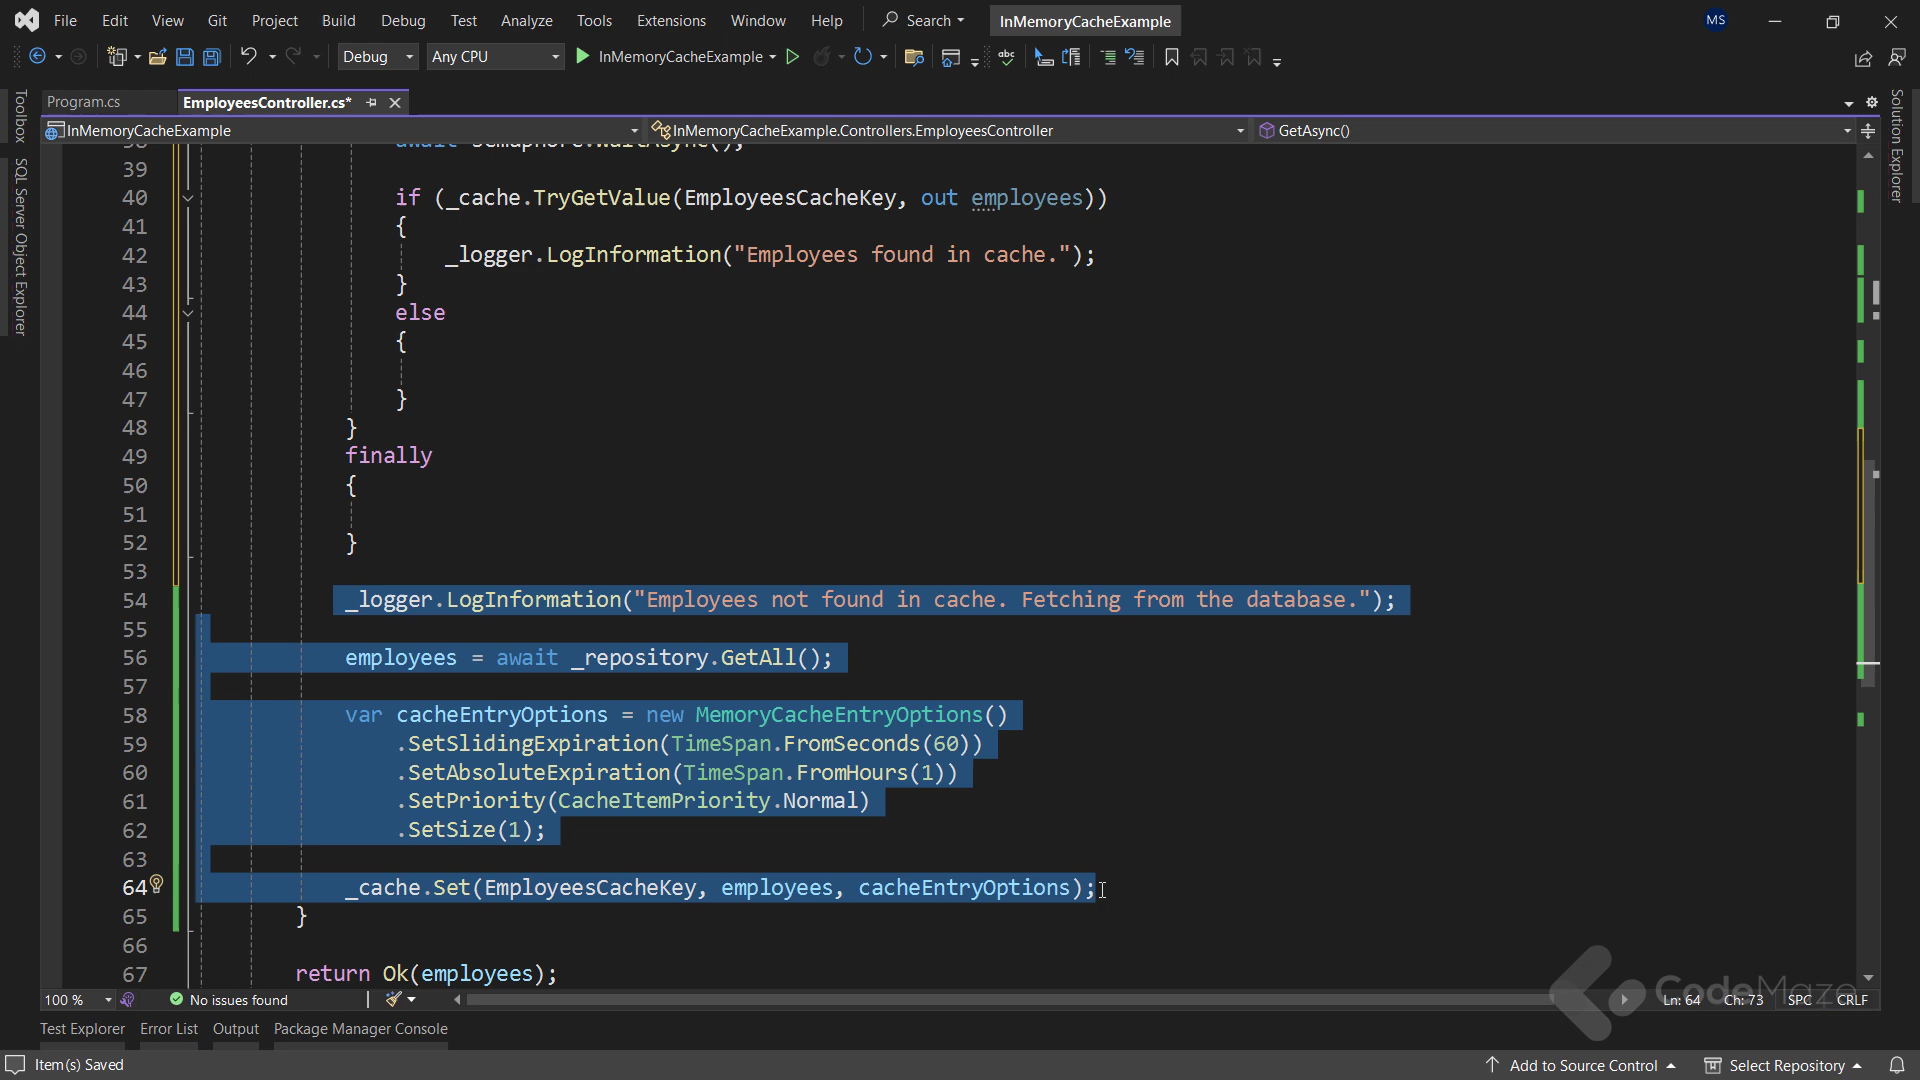 File Edit View Git Project Build Debug Test Analyze Tools Extensions Window Help Search InMemoryCacheExample MS
Debug Any CPU InMemoryCacheExample
Program.cs EmployeesController.cs*
InMemoryCacheExample InMemoryCacheExample.Controllers.EmployeesController GetAsync()
Toolbox
SQL Server Object Explorer
Solution Explorer
await semaphore.WaitAsync();
39
40 if (_cache.TryGetValue(EmployeesCacheKey, out employees))
41 {
42 _logger.LogInformation("Employees found in cache.");
43 }
44 else
45 {
46
47 }
48 }
49 finally
50 {
51
52 }
53
54 _logger.LogInformation("Employees not found in cache. Fetching from the database.");
55
56 employees = await _repository.GetAll();
57
58 var cacheEntryOptions = new MemoryCacheEntryOptions()
59 .SetSlidingExpiration(TimeSpan.FromSeconds(60))
60 .SetAbsoluteExpiration(TimeSpan.FromHours(1))
61 .SetPriority(CacheItemPriority.Normal)
62 .SetSize(1);
63
64 _cache.Set(EmployeesCacheKey, employees, cacheEntryOptions);
65 }
66
67 return Ok(employees);
100 % No issues found Ln: 64 Ch: 73 SPC CRLF
CodeMaze
Test Explorer Error List Output Package Manager Console
Item(s) Saved Add to Source Control Select Repository